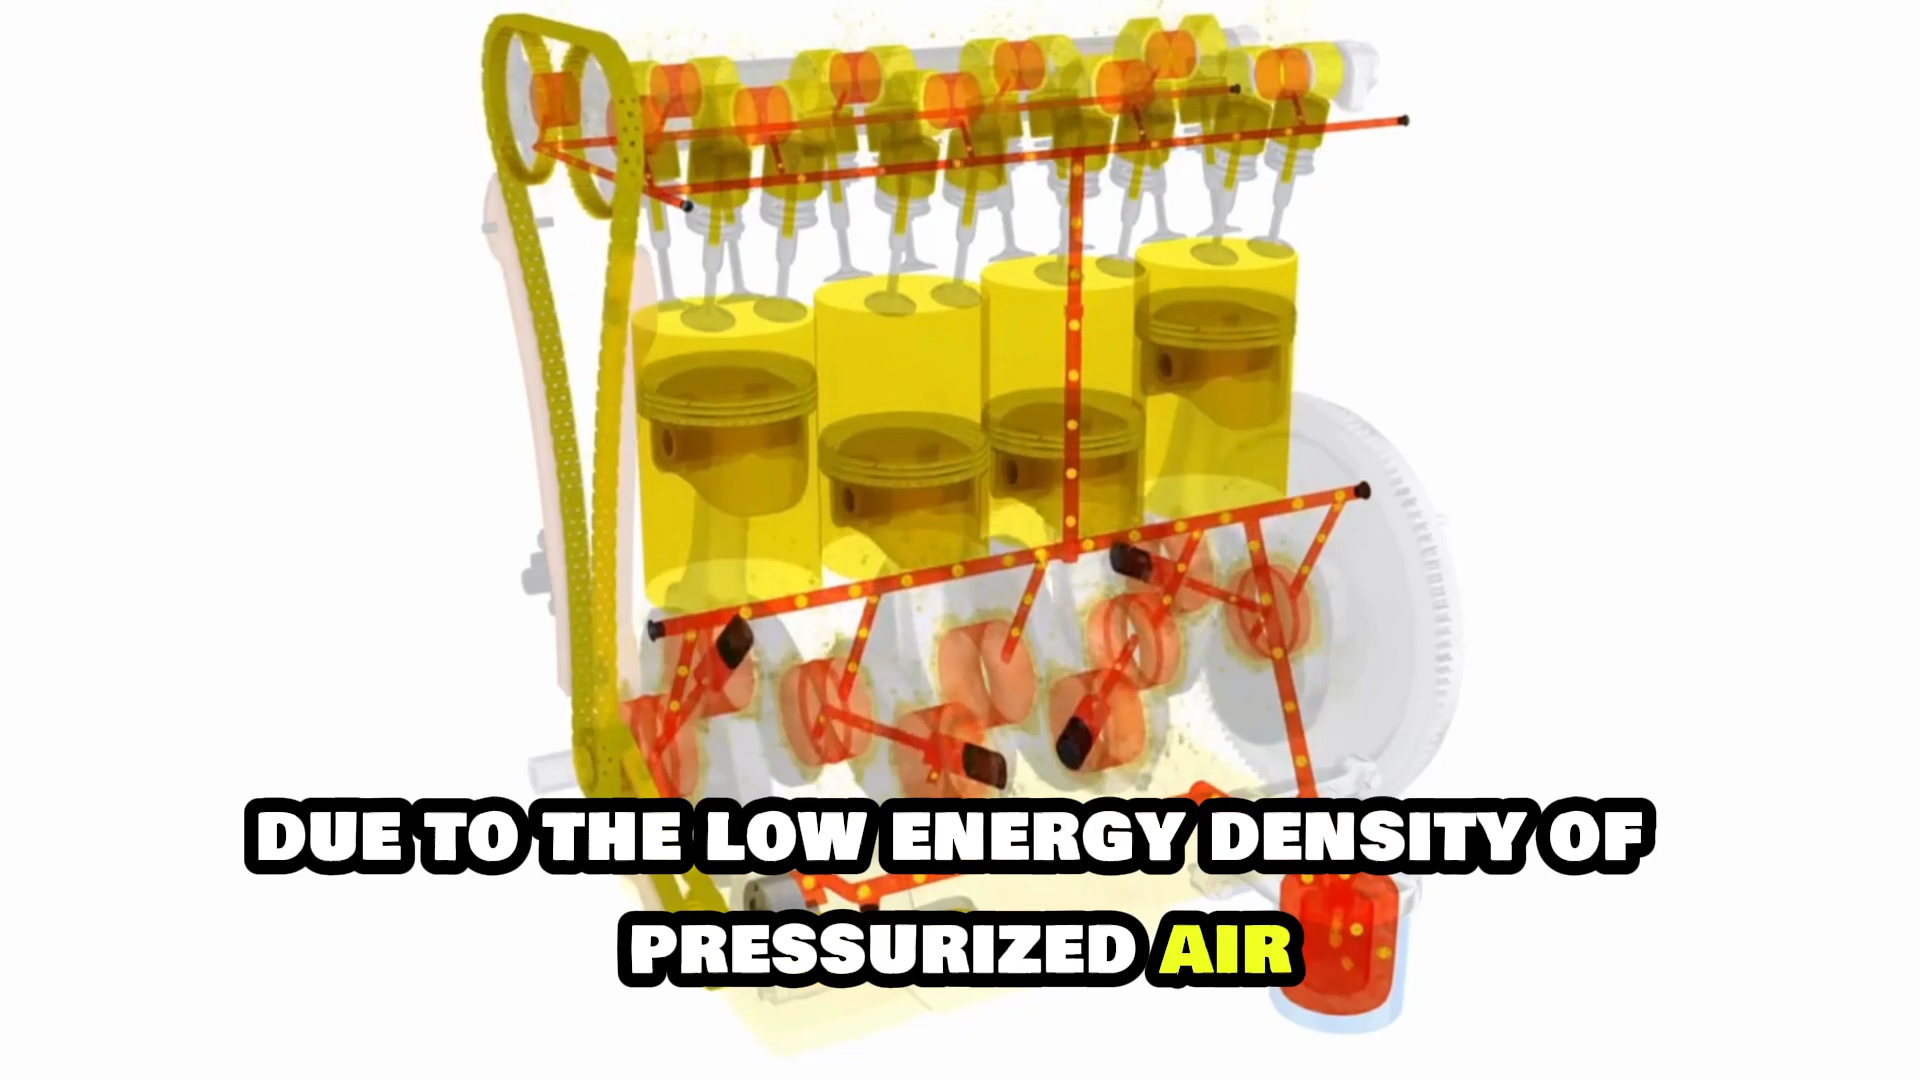 DUE TO THE LOW ENERGY DENSITY OF
PRESSURIZED AIR